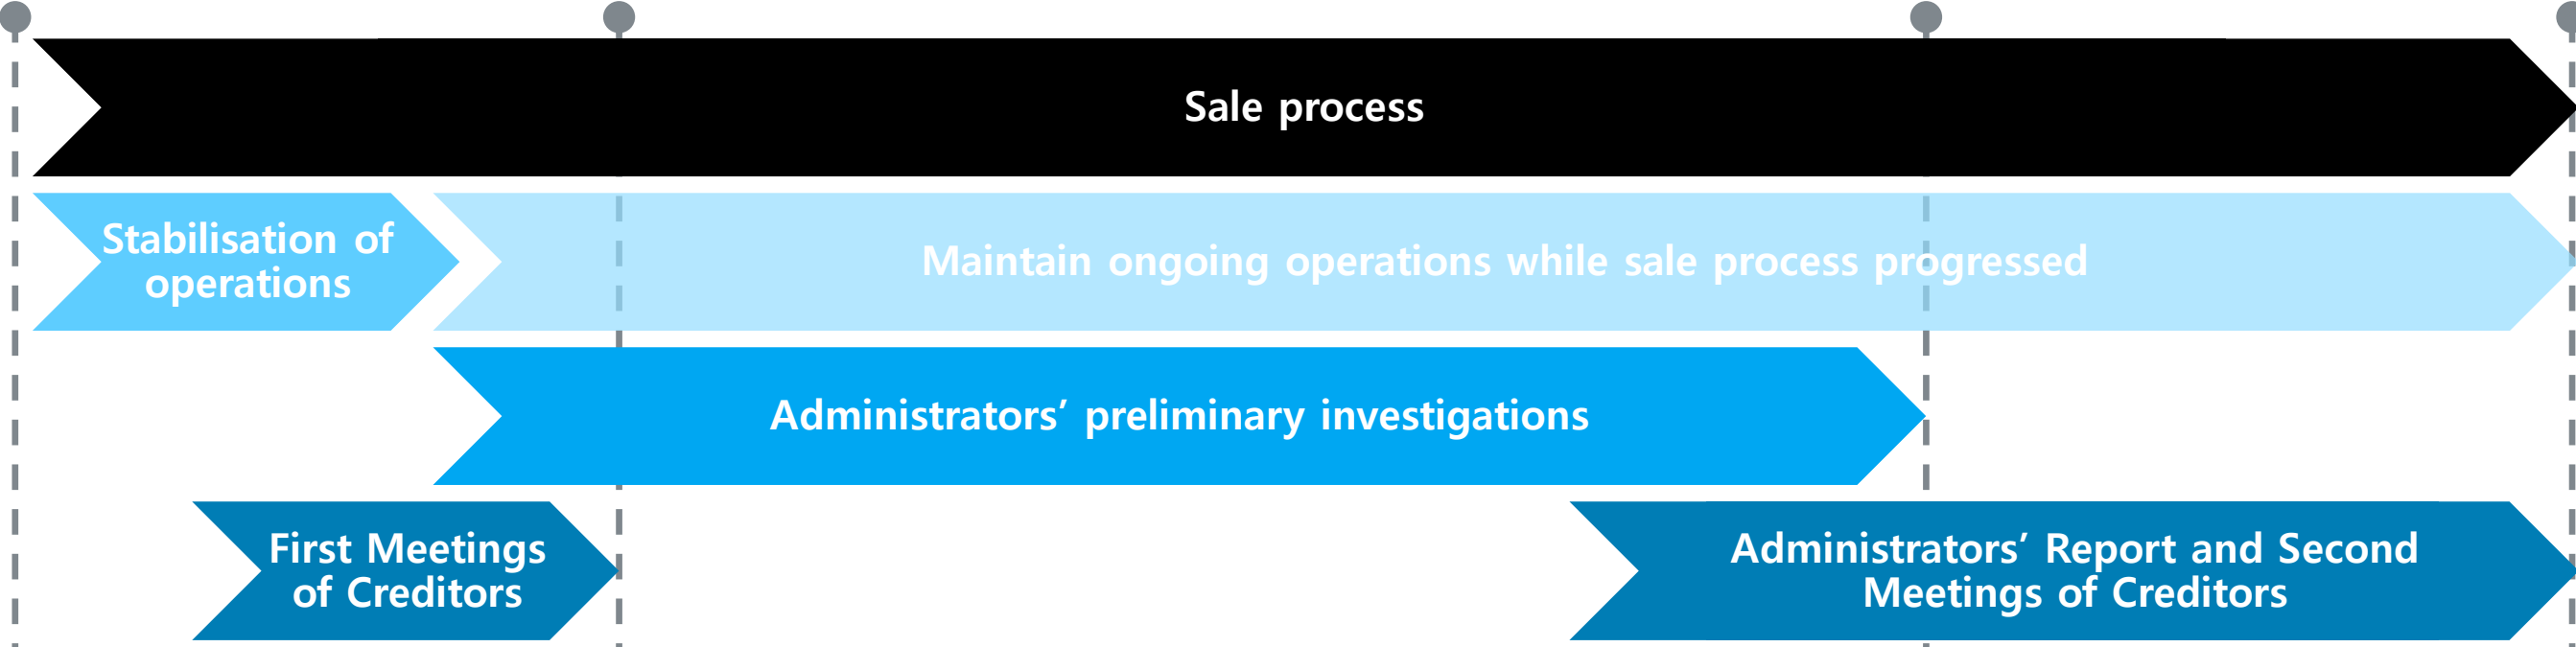 Sale process
Stabilisation of
operations
Maintain ongoing operations while sale process progressed
Administrators’ preliminary investigations
First Meetings
of Creditors
Administrators’ Report and Second
Meetings of Creditors